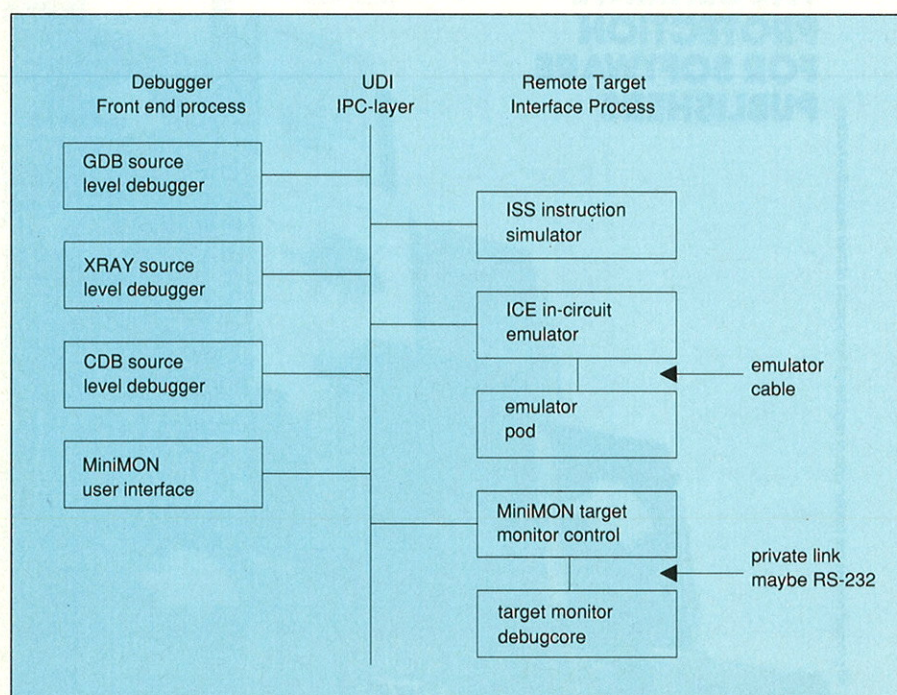 Debugger
Front end process
UDI
IPC-layer
Remote Target
Interface Process
GDB source
level debugger
XRAY source
level debugger
CDB source
level debugger
MiniMON
user interface
ISS instruction
simulator
ICE in-circuit
emulator
emulator
pod
emulator
cable
MiniMON target
monitor control
private link
maybe RS-232
target monitor
debugcore